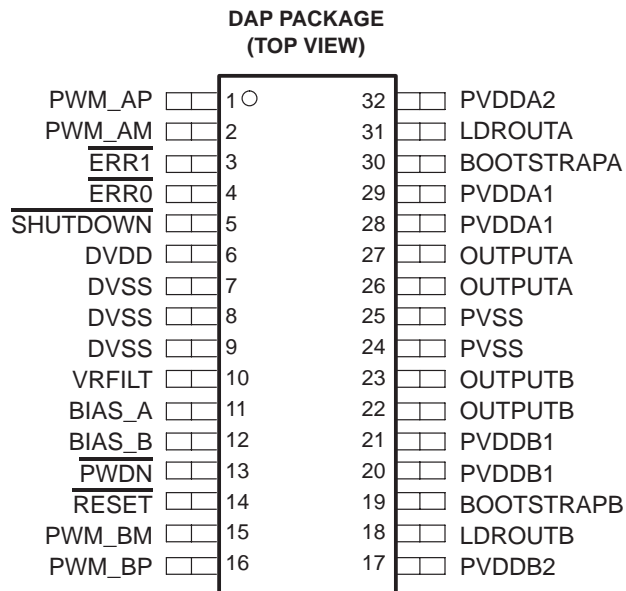 DAP PACKAGE
(TOP VIEW)
PWM_AP 1 32 PVDDA2
PWM_AM 2 31 LDROUTA
ERR1 3 30 BOOTSTRAPA
ERR0 4 29 PVDDA1
SHUTDOWN 5 28 PVDDA1
DVDD 6 27 OUTPUTA
DVSS 7 26 OUTPUTA
DVSS 8 25 PVSS
DVSS 9 24 PVSS
VRFILT 10 23 OUTPUTB
BIAS_A 11 22 OUTPUTB
BIAS_B 12 21 PVDDB1
PWDN 13 20 PVDDB1
RESET 14 19 BOOTSTRAPB
PWM_BM 15 18 LDROUTB
PWM_BP 16 17 PVDDB2